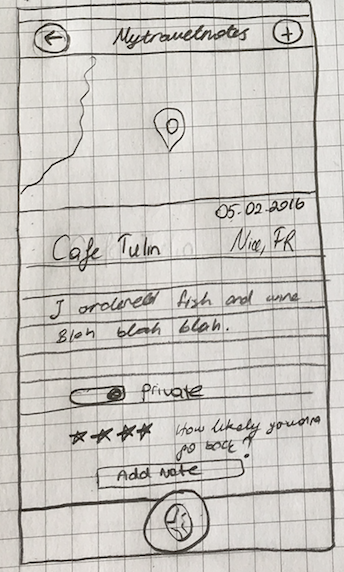 Mytravelnotes
05.02.2016
Cafe Tulin
Nice, FR
I ordered fish and wine
Blah blah blah.
Private
How likely you
go back?
Add Note